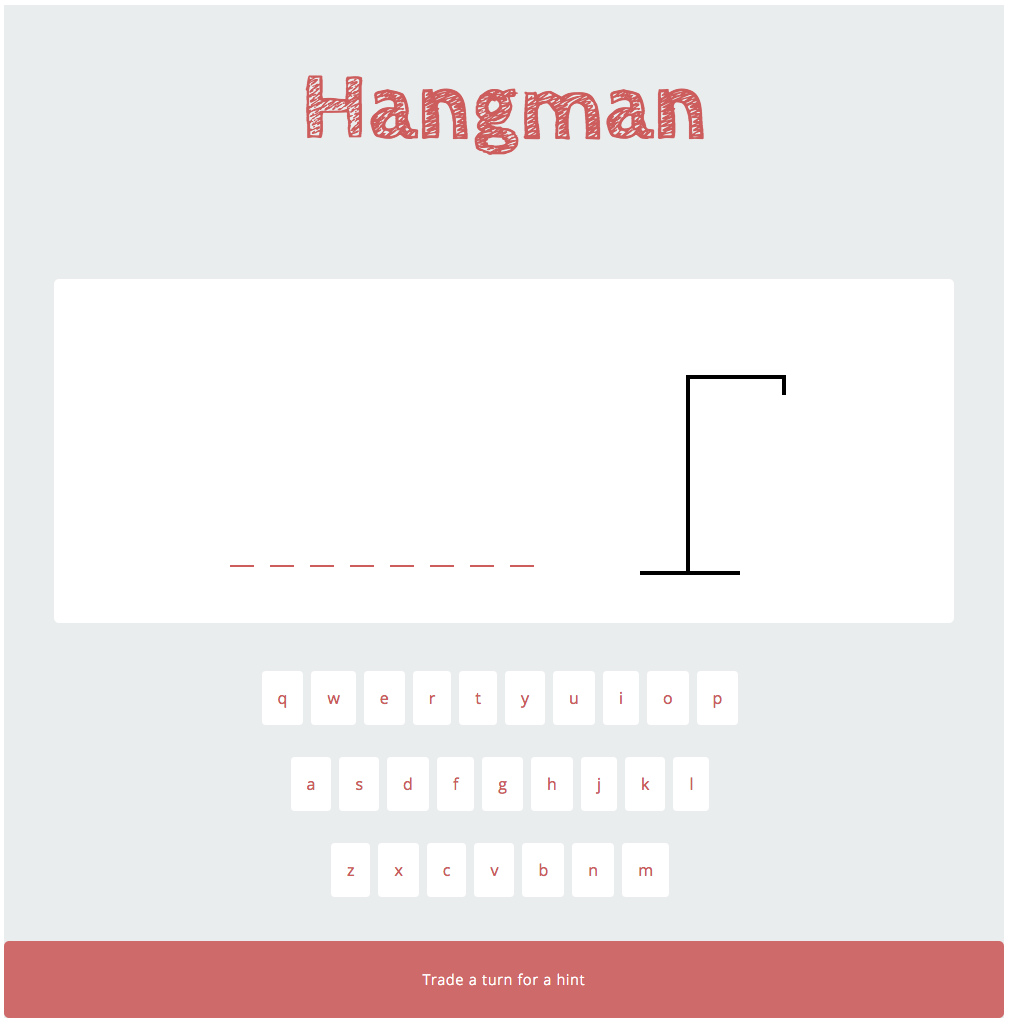 Hangman
_ _ _ _ _ _ _ _
q w e r t y u i o p
a s d f g h j k l
z x c v b n m
Trade a turn for a hint